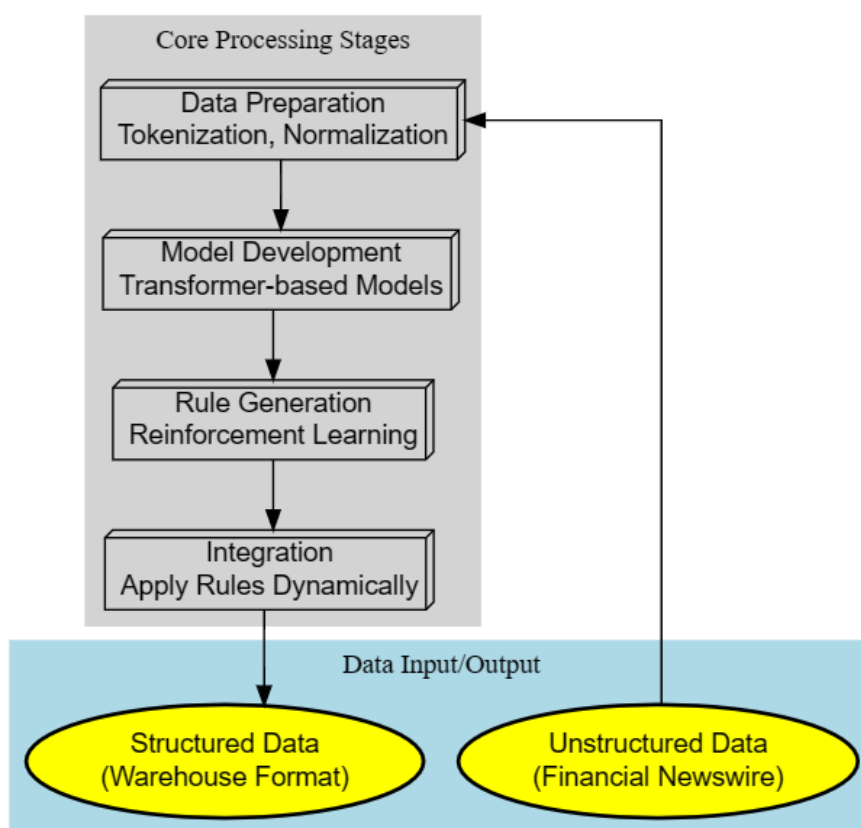 Core Processing Stages
Data Preparation
Tokenization, Normalization
Model Development
Transformer-based Models
Rule Generation
Reinforcement Learning
Integration
Apply Rules Dynamically
Data Input/Output
Structured Data
(Warehouse Format)
Unstructured Data
(Financial Newswire)